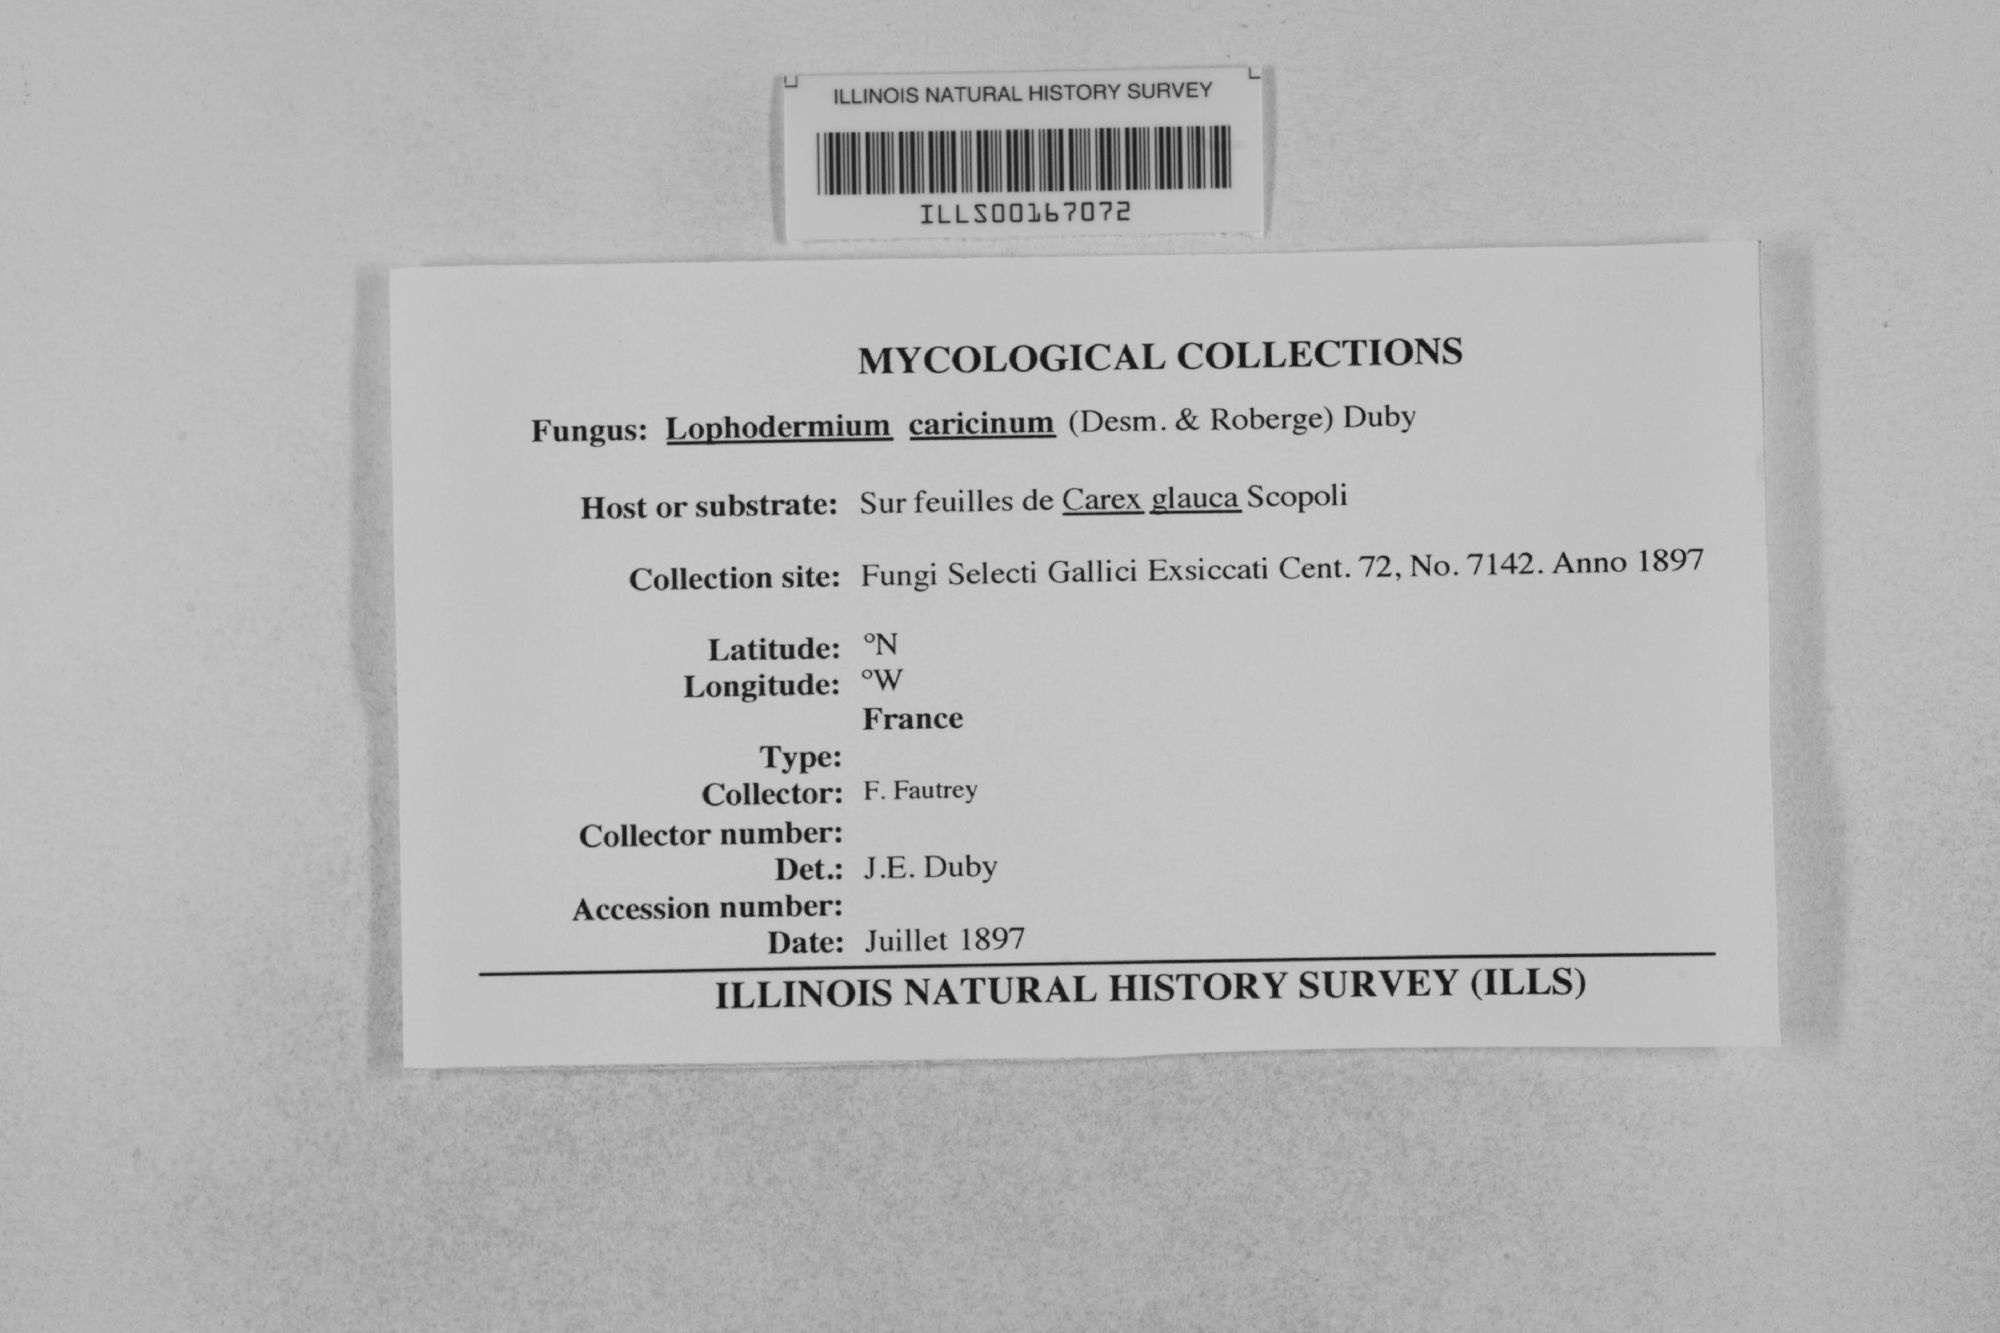 ILLINOIS NATURAL HISTORY SURVEY
ILLS00167072
MYCOLOGICAL COLLECTIONS
Fungus: Lophodermium caricinum (Desm. & Roberge) Duby
Host or substrate: Sur feuilles de Carex glauca Scopoli
Collection site: Fungi Selecti Gallici Exsiccati Cent. 72, No. 7142. Anno 1897
Latitude: °N
Longitude: °W
France
Type:
Collector: F. Fautrey
Collector number:
Det.: J.E. Duby
Accession number:
Date: Juillet 1897
ILLINOIS NATURAL HISTORY SURVEY (ILLS)